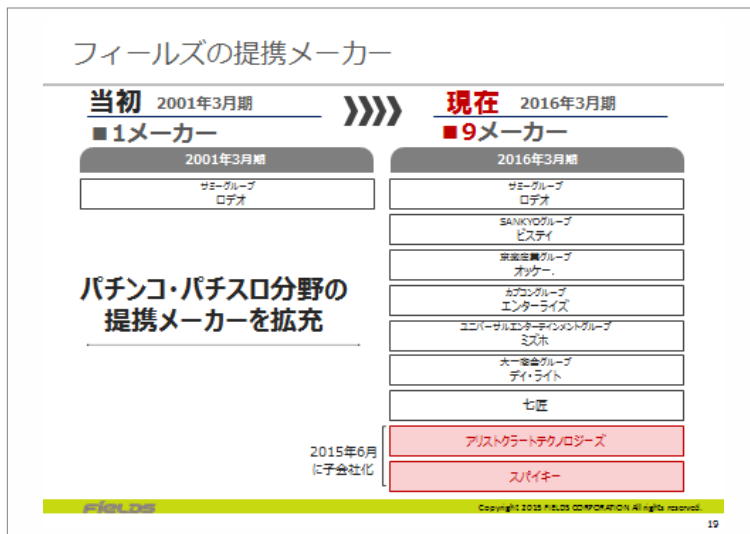 フィールズの提携メーカー
当初 2001年3月期
■1メーカー
現在 2016年3月期
■9メーカー
2001年3月期
サミーグループ
ロデオ
パチンコ・パチスロ分野の
提携メーカーを拡充
2016年3月期
サミーグループ
ロデオ
SANKYOグループ
ビスティ
京楽産業グループ
オッケー.
カプコングループ
エンターライズ
ユニバーサルエンターテインメントグループ
ミズホ
大一商会グループ
ディ・ライト
七匠
2015年6月
に子会社化
アリストクラートテクノロジーズ
スパイキー
FIELDS
Copyright 2015 FIELDS CORPORATION All rights reserved.
19